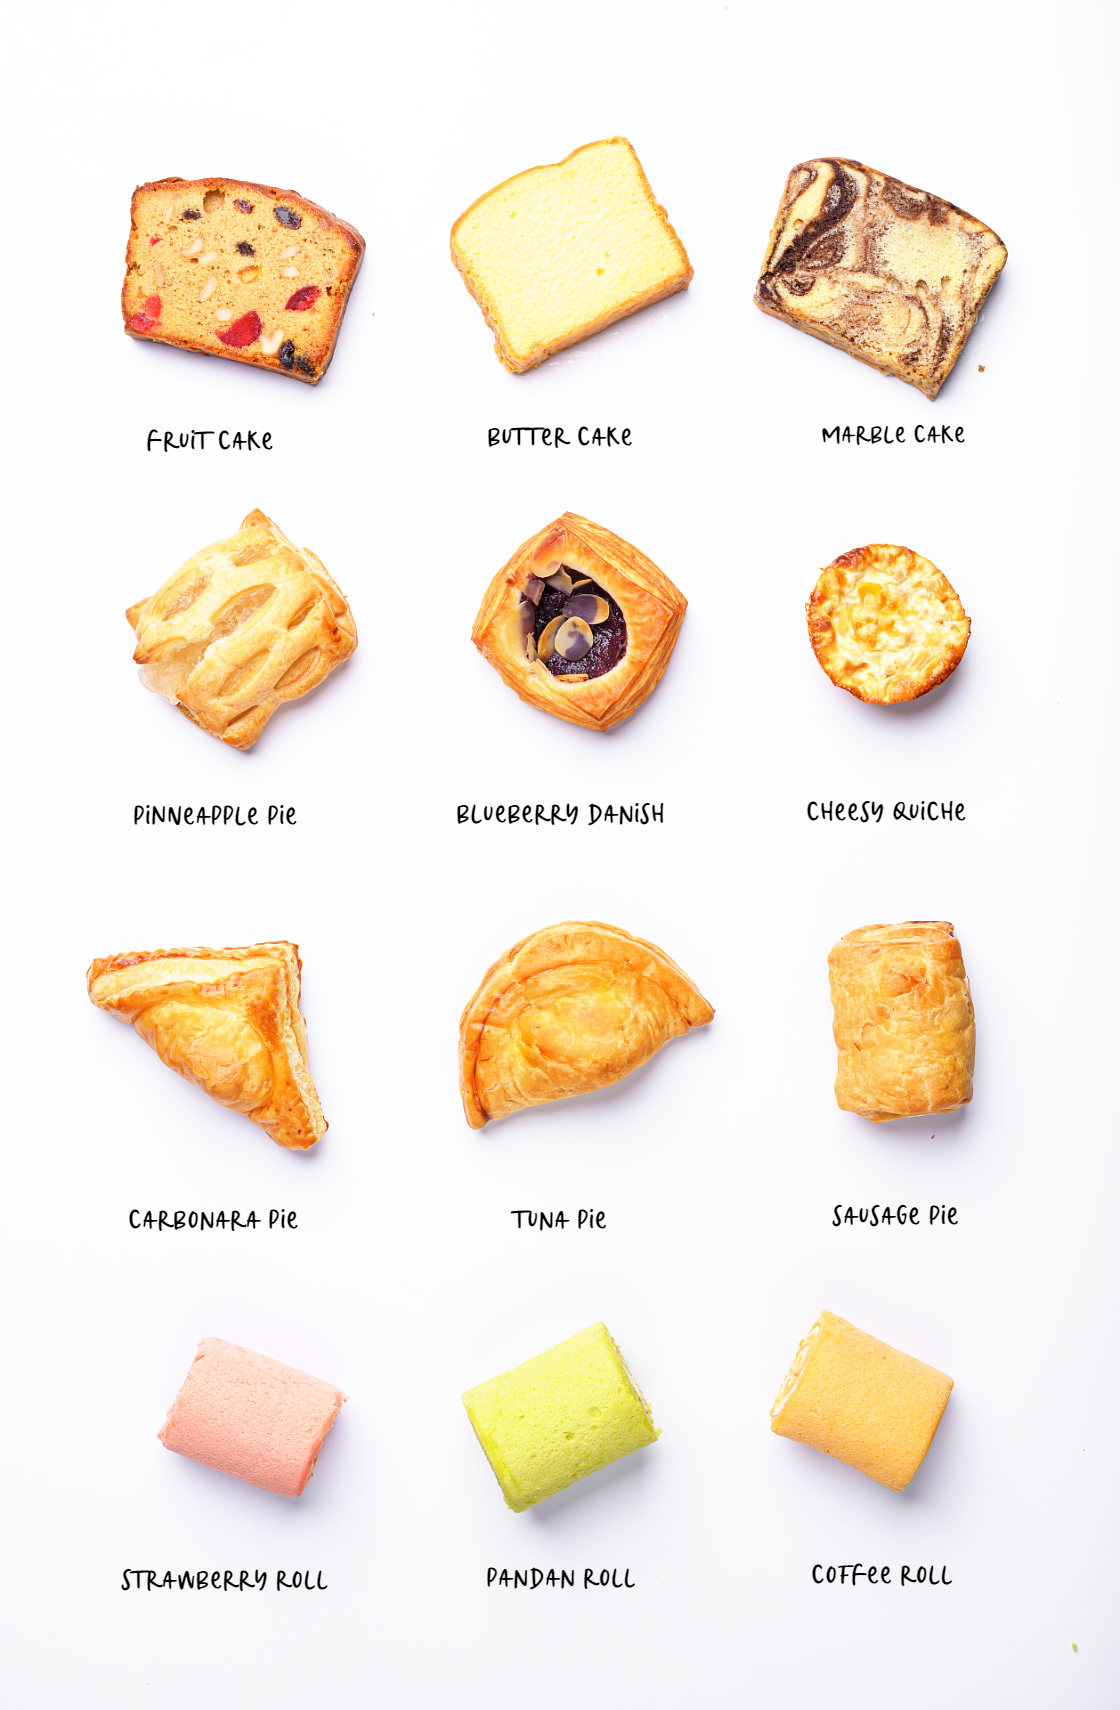 FRUIT CAKE
BUTTER CAKE
MARBLE CAKE
PINNEAPPLE PIE
BLUEBERRY DANISH
CHEESY QUICHE
CARBONARA PIE
TUNA PIE
SAUSAGE PIE
STRAWBERRY ROLL
PANDAN ROLL
COFFEE ROLL